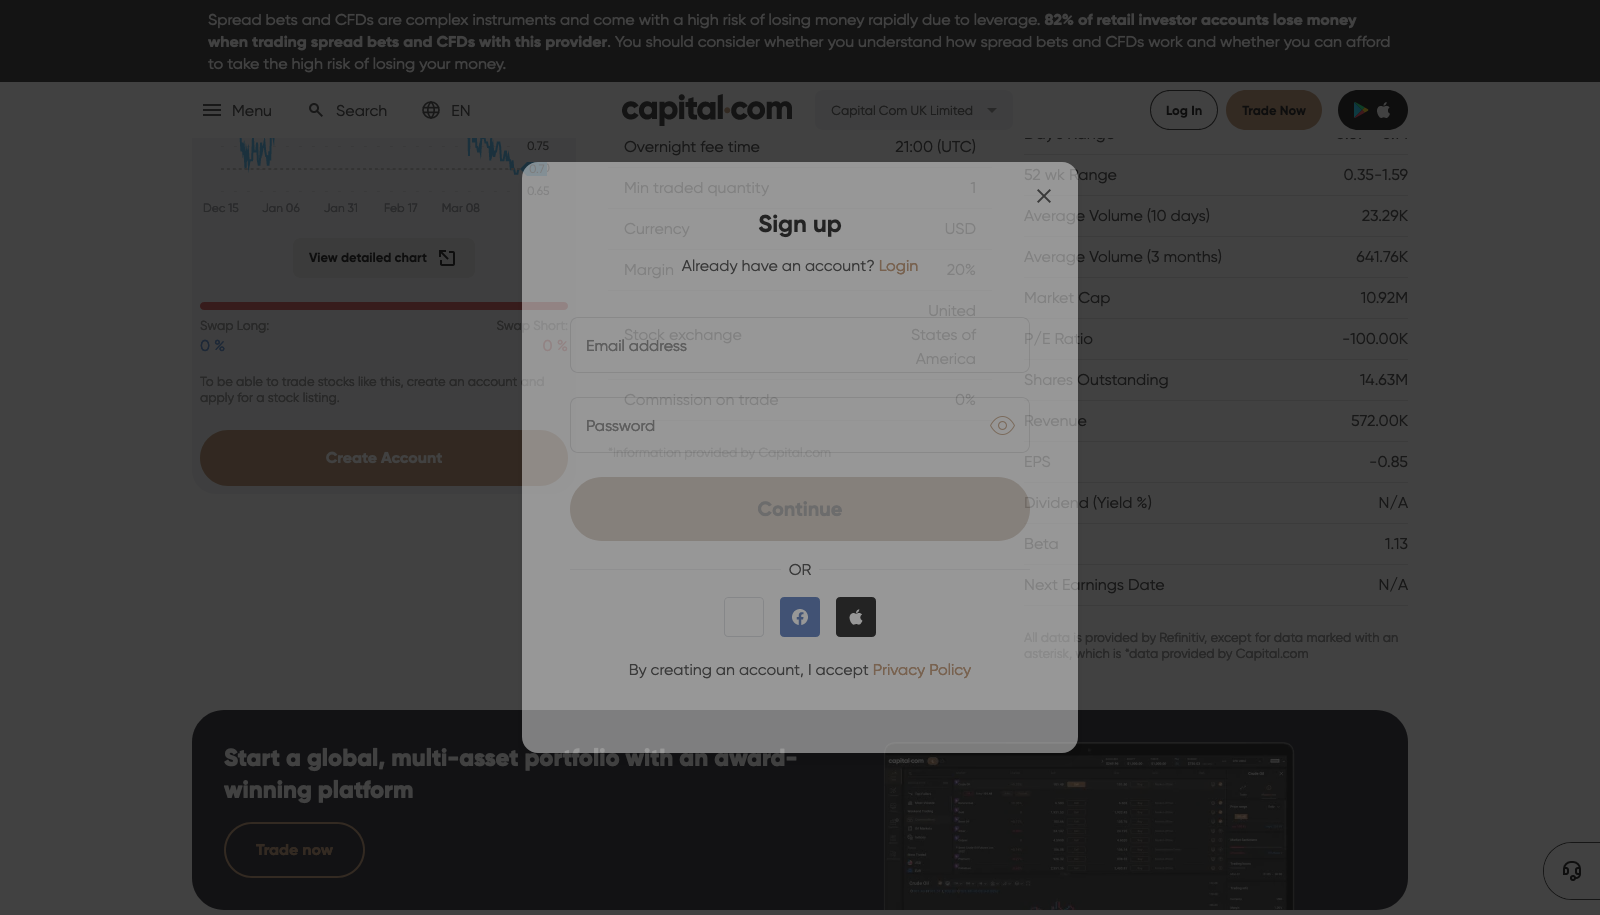 Spread bets and CFDs are complex instruments and come with a high risk of losing money rapidly due to leverage. 82% of retail investor accounts lose money
when trading spread bets and CFDs with this provider. You should consider whether you understand how spread bets and CFDs work and whether you can afford
to take the high risk of losing your money.
Menu
Search
EN
capital.com
Capital Com UK Limited
Log In
Trade Now
0.75
0.65
Dec 15
Jan 06
Jan 31
Feb 17
Mar 08
View detailed chart
Swap Long:
Swap Short:
0 %
0 %
To be able to trade stocks like this, create an account and
apply for a stock listing.
Create Account
Overnight fee time 21:00 (UTC)
Min traded quantity 1
Currency USD
Margin 20%
Stock exchange United
States of
America
Commission on trade 0%
*Information provided by Capital.com
Sign up
Already have an account? Login
Email address
Password
Continue
OR
By creating an account, I accept Privacy Policy
52 wk Range 0.35-1.59
Average Volume (10 days) 23.29K
Average Volume (3 months) 641.76K
Market Cap 10.92M
P/E Ratio -100.00K
Shares Outstanding 14.63M
Revenue 572.00K
EPS -0.85
Dividend (Yield %) N/A
Beta 1.13
Next Earnings Date N/A
All data is provided by Refinitiv, except for data marked with an
asterisk, which is *data provided by Capital.com
Start a global, multi-asset portfolio with an award-
winning platform
Trade now
capital.com